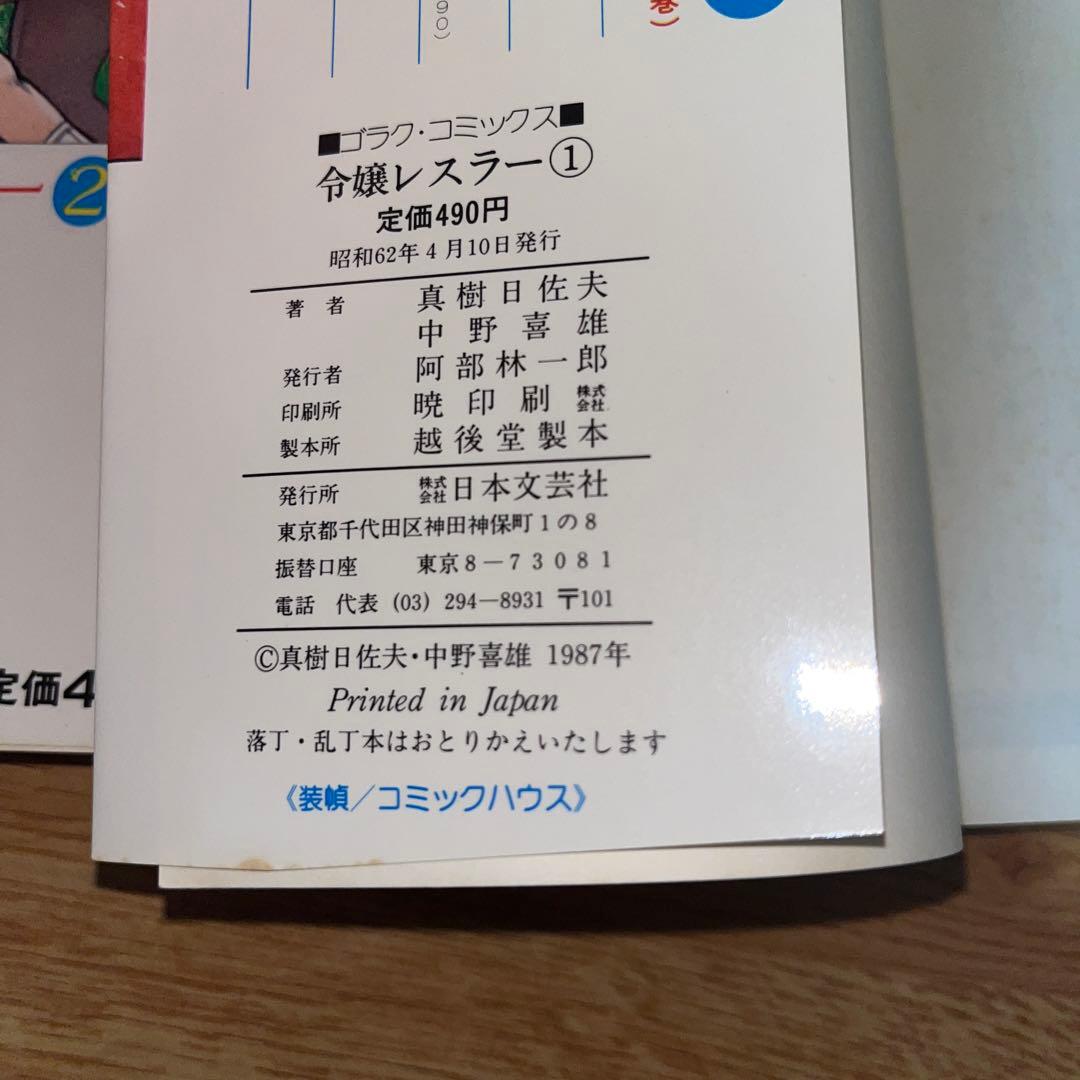 巻)
90)
2
■ゴラク・コミックス■
令嬢レスラー①
定価490円
昭和62年4月10日発行
著者 真樹日佐夫
中野喜雄
発行者 阿部林一郎
印刷所 暁印刷株式会社
製本所 越後堂製本
発行所 株式会社日本文芸社
東京都千代田区神田神保町1の8
振替口座 東京8-73081
電話 代表 (03) 294-8931 〒101
©真樹日佐夫・中野喜雄 1987年
Printed in Japan
落丁・乱丁本はおとりかえいたします
《装幀/コミックハウス》
定価4